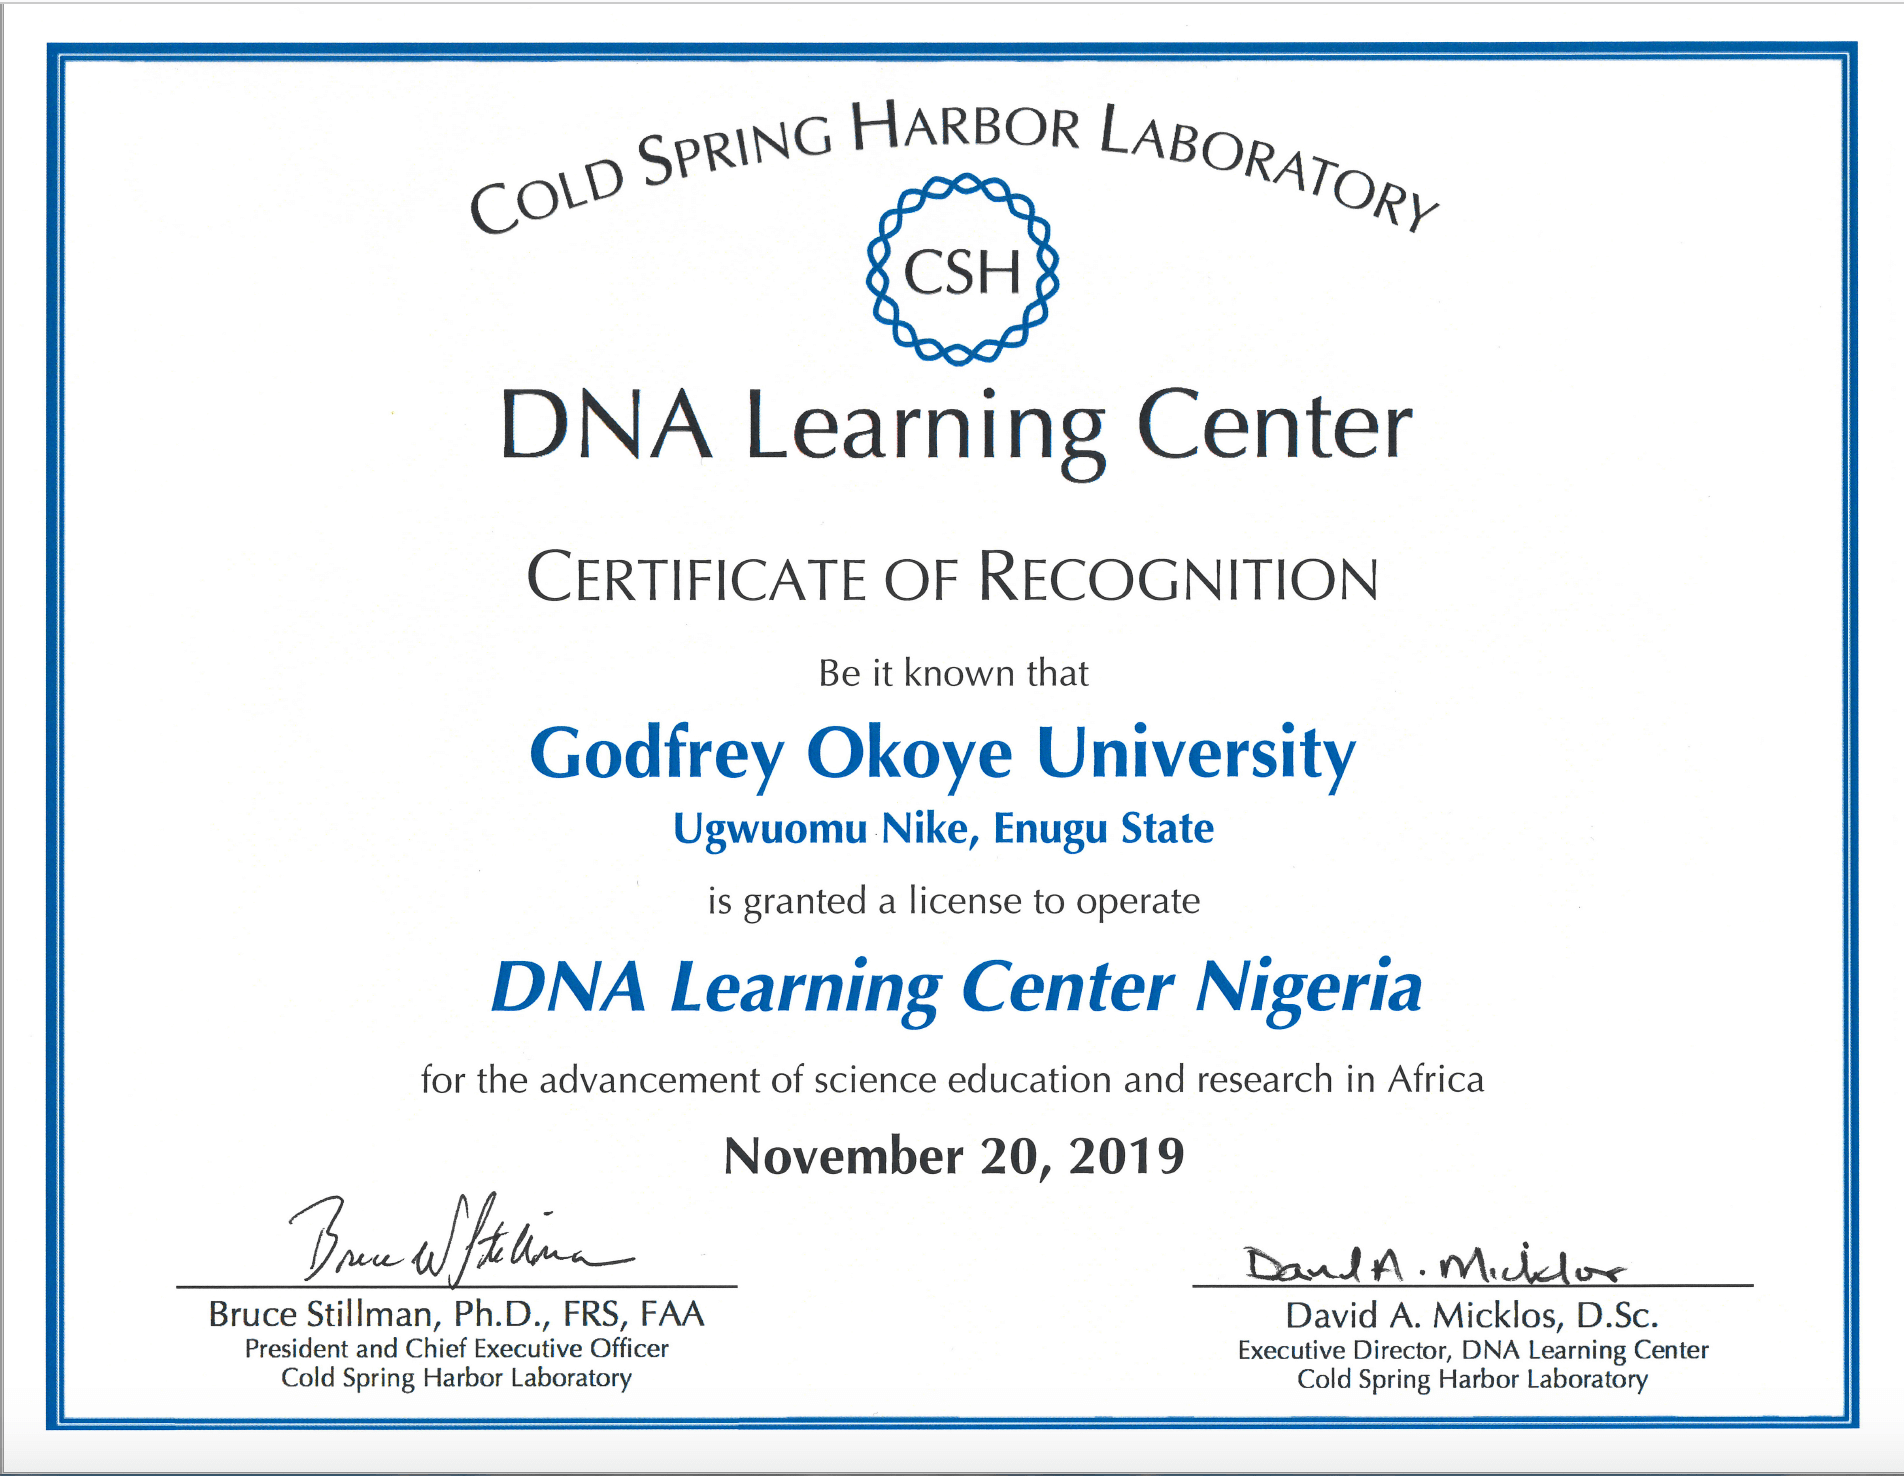 COLD SPRING HARBOR LABORATORY
CSH
DNA Learning Center
CERTIFICATE OF RECOGNITION
Be it known that
Godfrey Okoye University
Ugwuomu Nike, Enugu State
is granted a license to operate
DNA Learning Center Nigeria
for the advancement of science education and research in Africa
November 20, 2019
Bruce W Stillman
Bruce Stillman, Ph.D., FRS, FAA
President and Chief Executive Officer
Cold Spring Harbor Laboratory
David A. Micklos
David A. Micklos, D.Sc.
Executive Director, DNA Learning Center
Cold Spring Harbor Laboratory